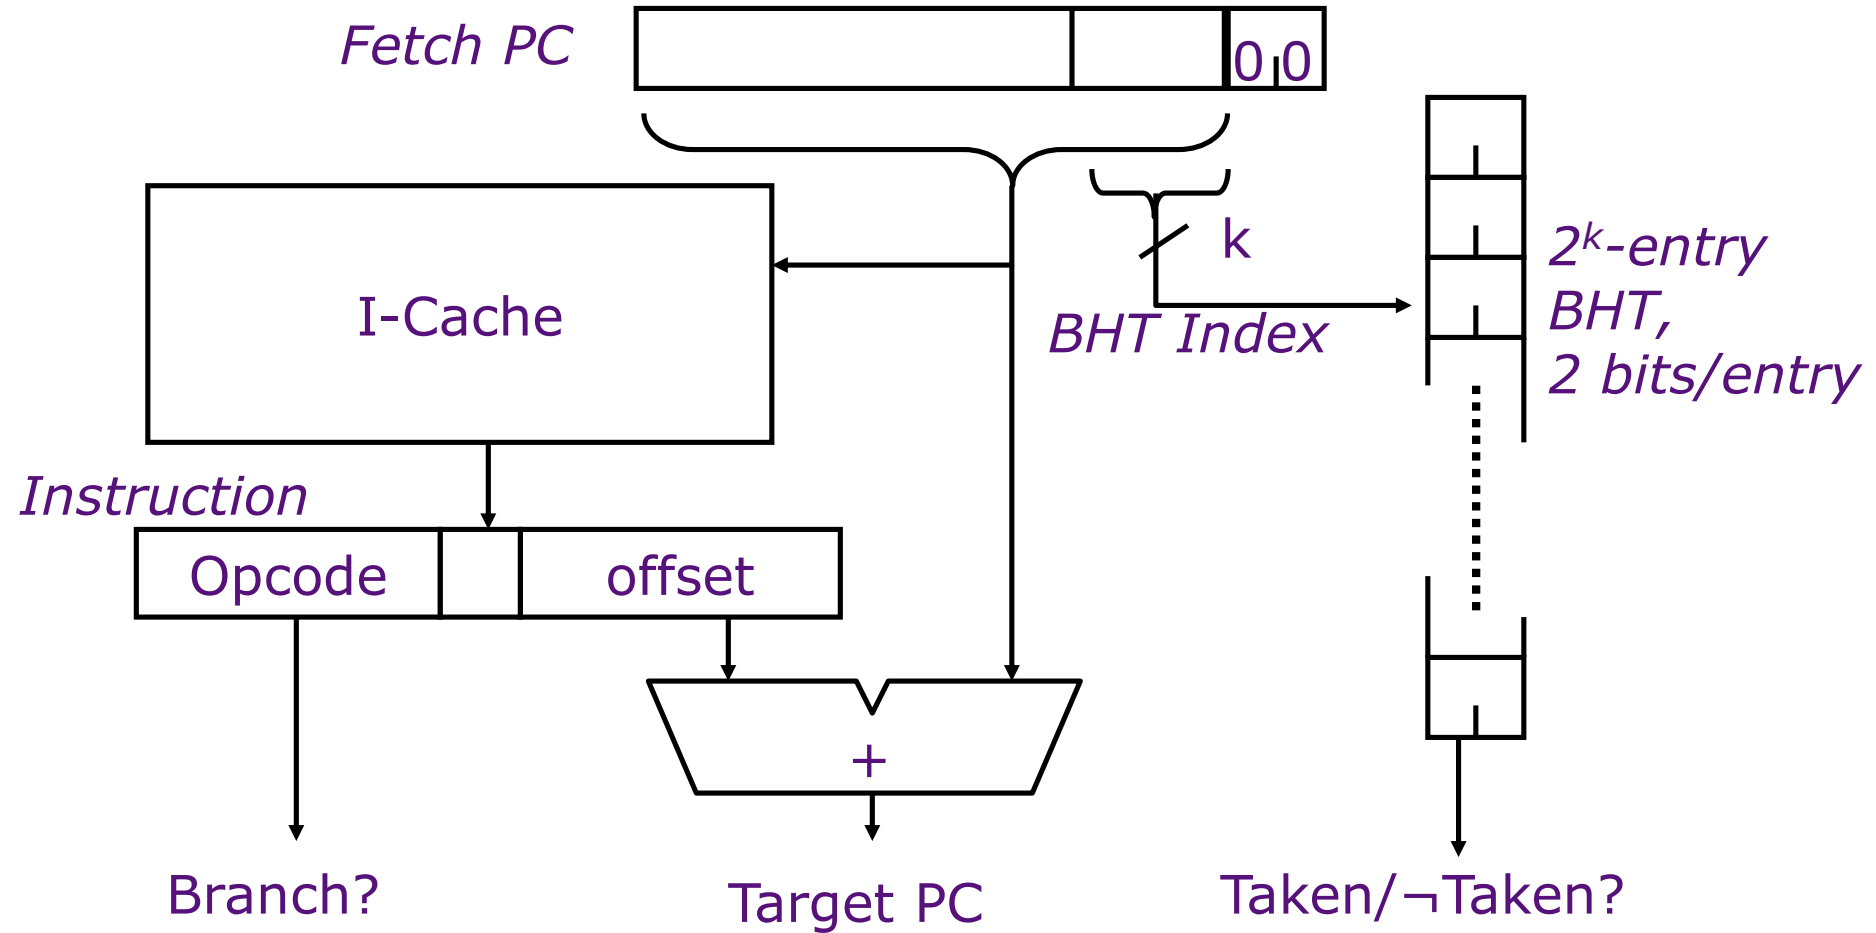 Fetch PC
0 0
k
2ᵏ-entry
BHT,
2 bits/entry
I-Cache
BHT Index
Instruction
Opcode
offset
+
Branch?
Target PC
Taken/¬Taken?